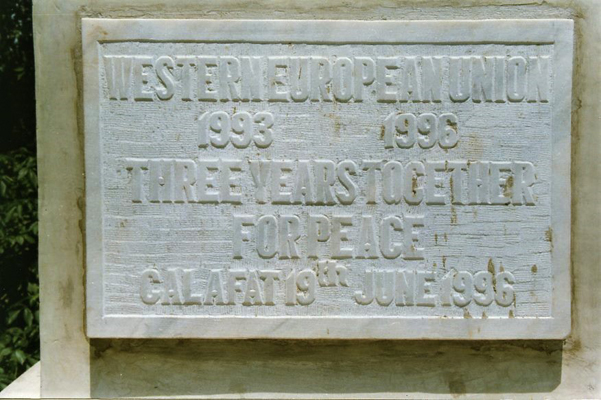 WESTERN EUROPEAN UNION
1993 1996
THREE YEARS TOGETHER
FOR PEACE
CALAFAT 19TH JUNE 1996